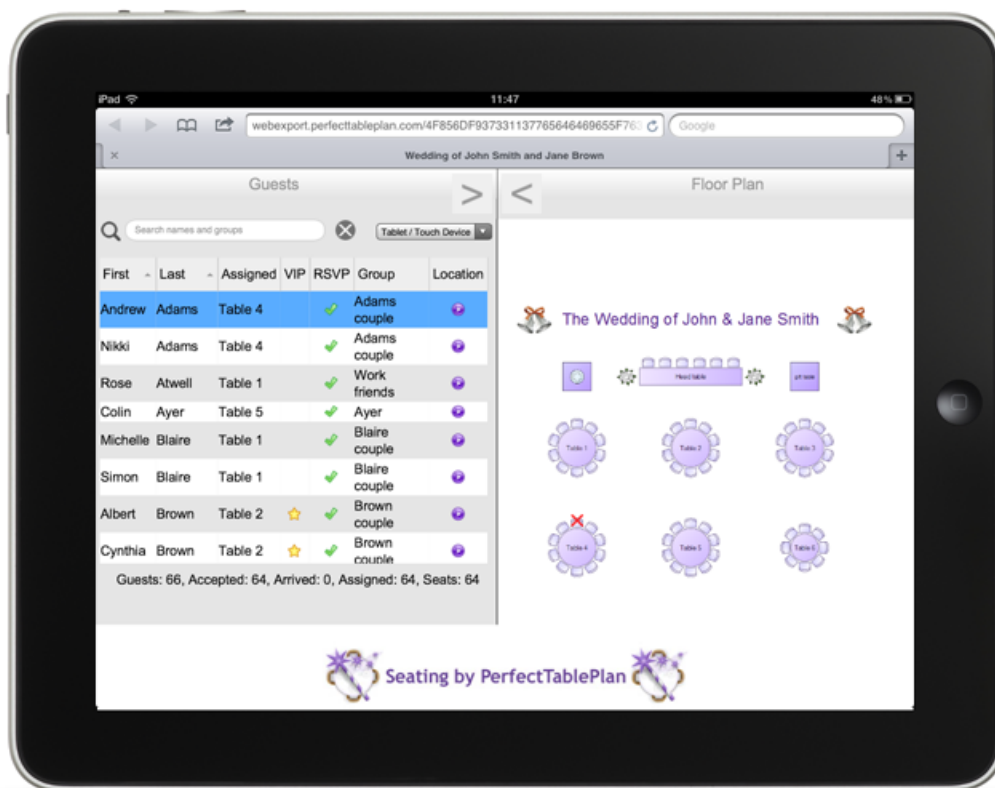 iPad
11:47
48%
webexport.perfecttableplan.com/4F856DF937331137765646469655F763
Google
Wedding of John Smith and Jane Brown
Guests
>
<
Floor Plan
Search names and groups
Tablet / Touch Device
First Last Assigned VIP RSVP Group Location
Andrew Adams Table 4 Adams couple
Nikki Adams Table 4 Adams couple
Rose Atwell Table 1 Work friends
Colin Ayer Table 5 Ayer
Michelle Blaire Table 1 Blaire couple
Simon Blaire Table 1 Blaire couple
Albert Brown Table 2 Brown couple
Cynthia Brown Table 2 Brown couple
Guests: 66, Accepted: 64, Arrived: 0, Assigned: 64, Seats: 64
The Wedding of John & Jane Smith
Head table
Table 1 Table 2 Table 3
Table 4 Table 5 Table 6
Seating by PerfectTablePlan